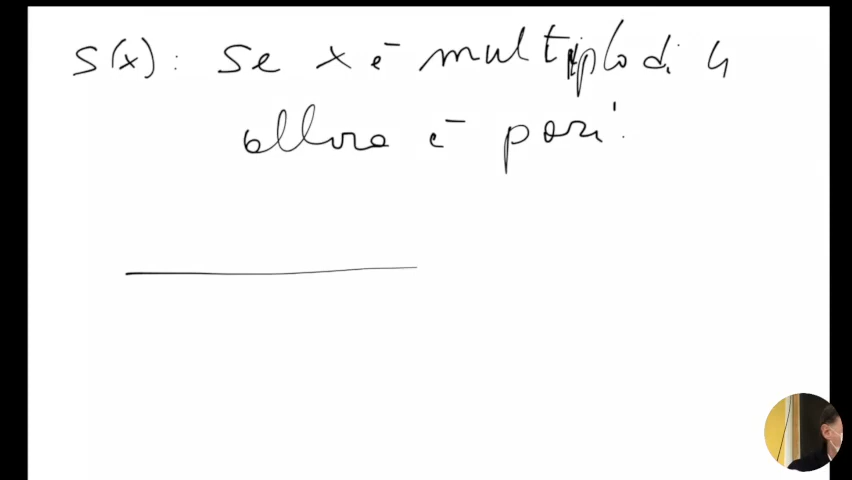 S(x): Se x è multiplo di 4
allora è pari.